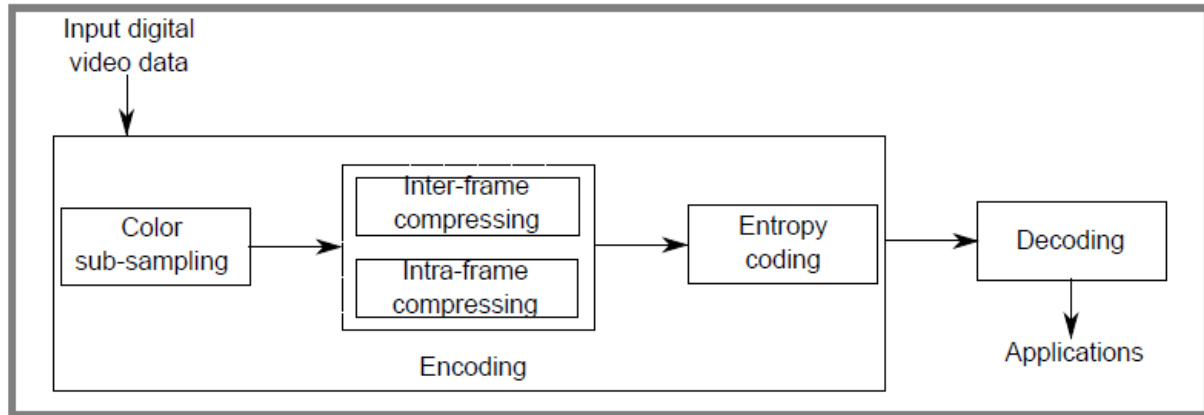 Input digital
video data
Color
sub-sampling
Inter-frame
compressing
Intra-frame
compressing
Entropy
coding
Encoding
Decoding
Applications